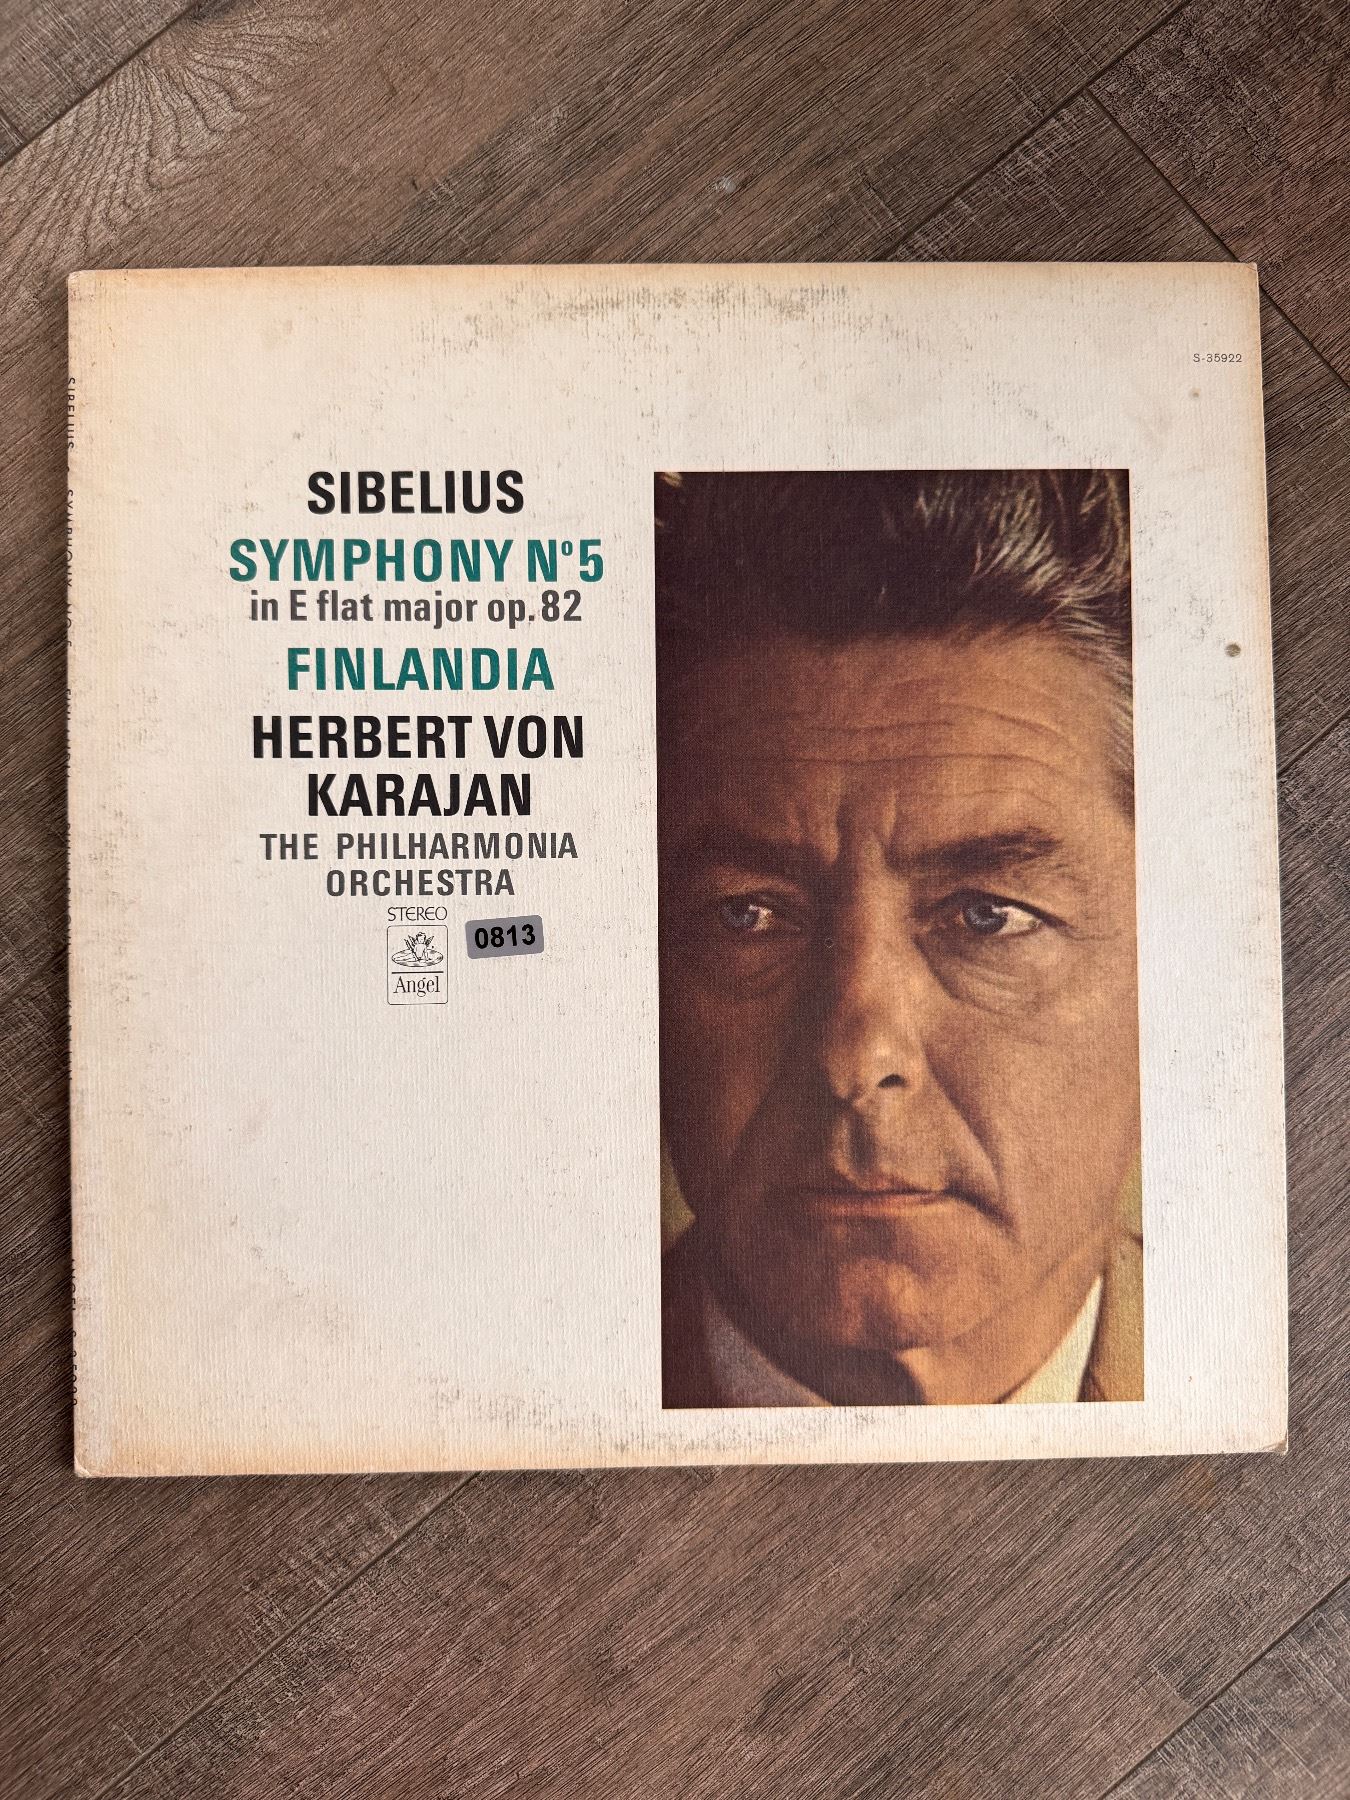 S-35922
SIBELIUS
SYMPHONY Nº5
in E flat major op. 82
FINLANDIA
HERBERT VON
KARAJAN
THE PHILHARMONIA
ORCHESTRA
STEREO
0813
Angel